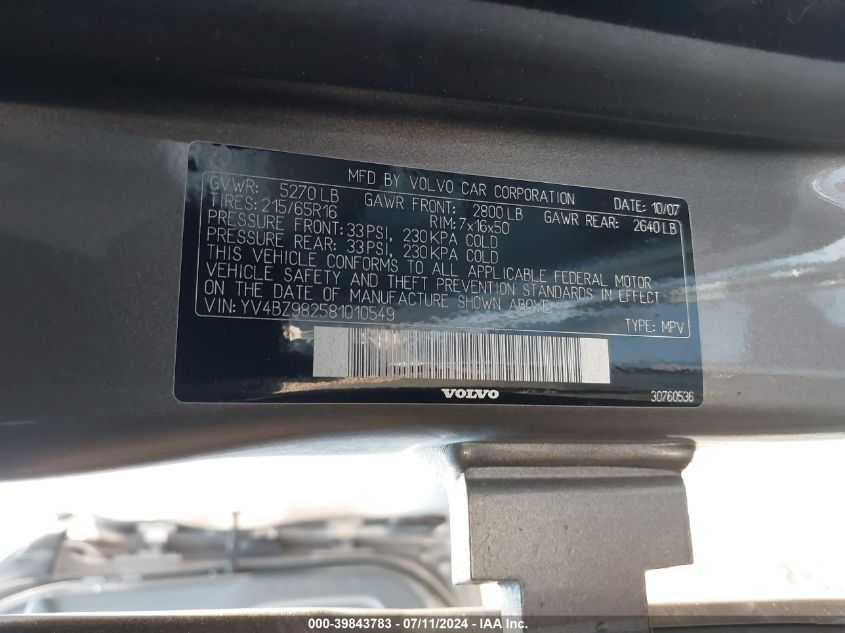 MFD BY VOLVO CAR CORPORATION
GVWR: 5270 LB GAWR FRONT: 2800 LB GAWR REAR: 2640 LB DATE: 10/07
TIRES: 215/65R16 RIM: 7x16x50
PRESSURE FRONT: 33 PSI, 230 KPA COLD
PRESSURE REAR: 33 PSI, 230 KPA COLD
THIS VEHICLE CONFORMS TO ALL APPLICABLE FEDERAL MOTOR
VEHICLE SAFETY AND THEFT PREVENTION STANDARDS IN EFFECT
ON THE DATE OF MANUFACTURE SHOWN ABOVE.
VIN: YV4BZ982581010549 TYPE: MPV
VOLVO 30760536
000-39843783 - 07/11/2024 - IAAI.com